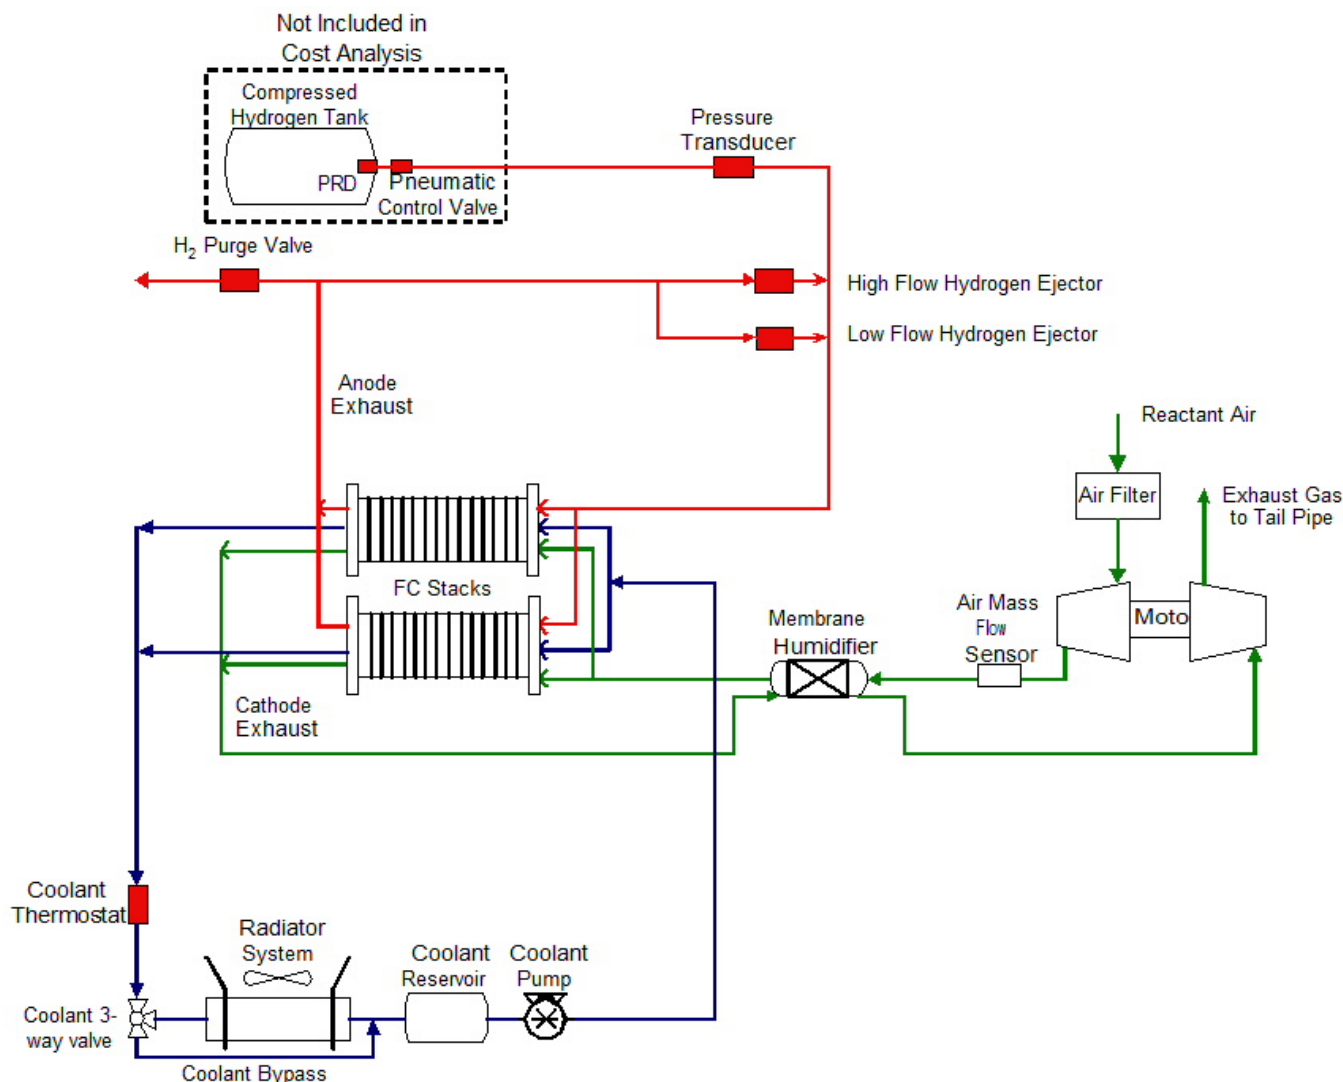 Not Included in
Cost Analysis
Compressed
Hydrogen Tank
PRD
Pneumatic
Control Valve
Pressure
Transducer
H2 Purge Valve
High Flow Hydrogen Ejector
Low Flow Hydrogen Ejector
Anode
Exhaust
Reactant Air
Air Filter
Exhaust Gas
to Tail Pipe
FC Stacks
Air Mass
Flow
Sensor
Moto
Membrane
Humidifier
Cathode
Exhaust
Coolant
Thermostat
Radiator
System
Coolant
Reservoir
Coolant
Pump
Coolant 3-
way valve
Coolant Bypass